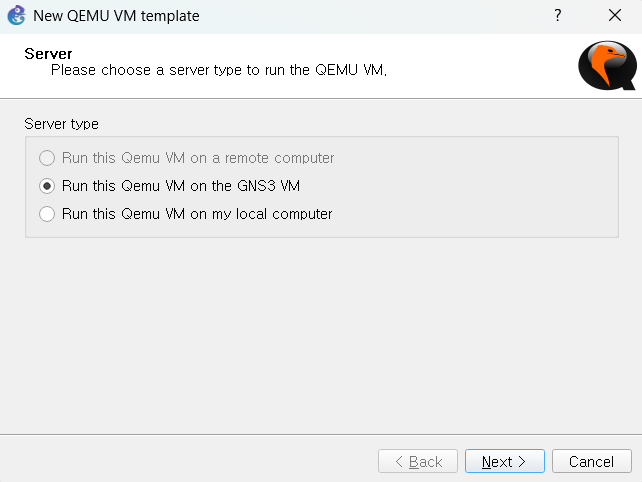 New QEMU VM template
?
Server
Please choose a server type to run the QEMU VM.
Server type
Run this Qemu VM on a remote computer
Run this Qemu VM on the GNS3 VM
Run this Qemu VM on my local computer
< Back
Next >
Cancel